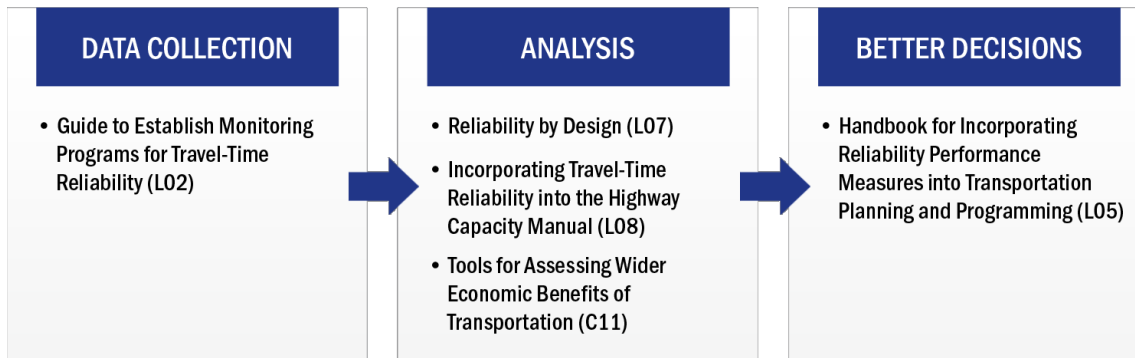 DATA COLLECTION
• Guide to Establish Monitoring
Programs for Travel-Time
Reliability (L02)
ANALYSIS
• Reliability by Design (L07)
• Incorporating Travel-Time
Reliability into the Highway
Capacity Manual (L08)
• Tools for Assessing Wider
Economic Benefits of
Transportation (C11)
BETTER DECISIONS
• Handbook for Incorporating
Reliability Performance
Measures into Transportation
Planning and Programming (L05)